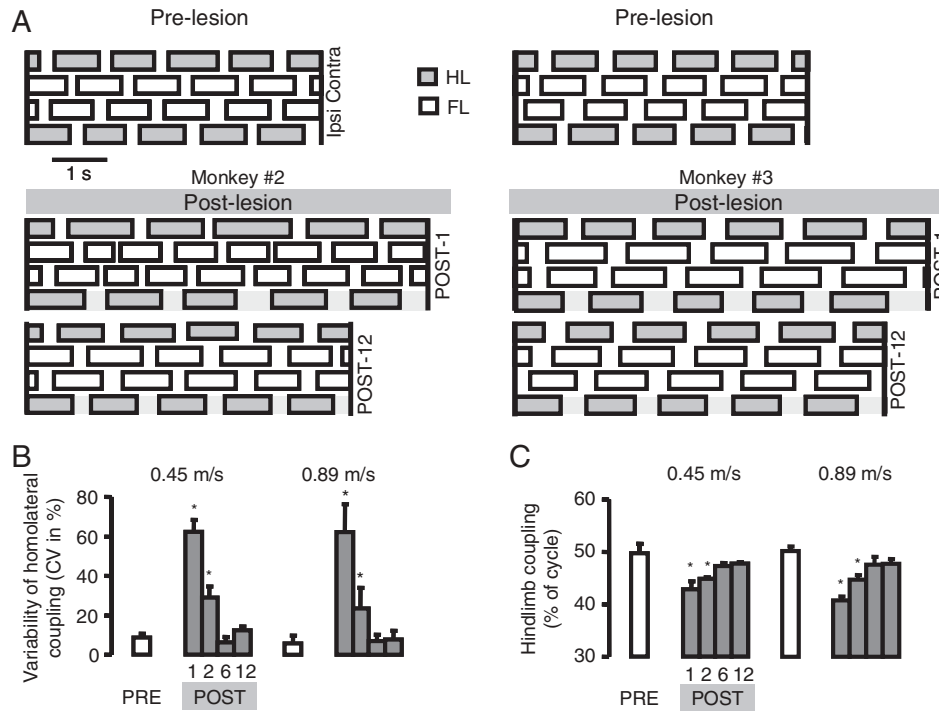 A
Pre-lesion
Pre-lesion
Ipsi Contra
HL
FL
1 s
Monkey #2
Monkey #3
Post-lesion
Post-lesion
POST-1
POST-1
POST-12
POST-12
B
0.45 m/s
0.89 m/s
Variability of homolateral
coupling (CV in %)
80
60
40
20
0
*
*
*
*
1 2 6 12
PRE
POST
C
0.45 m/s
0.89 m/s
Hindlimb coupling
(% of cycle)
60
50
40
30
* *
* *
1 2 6 12
PRE
POST